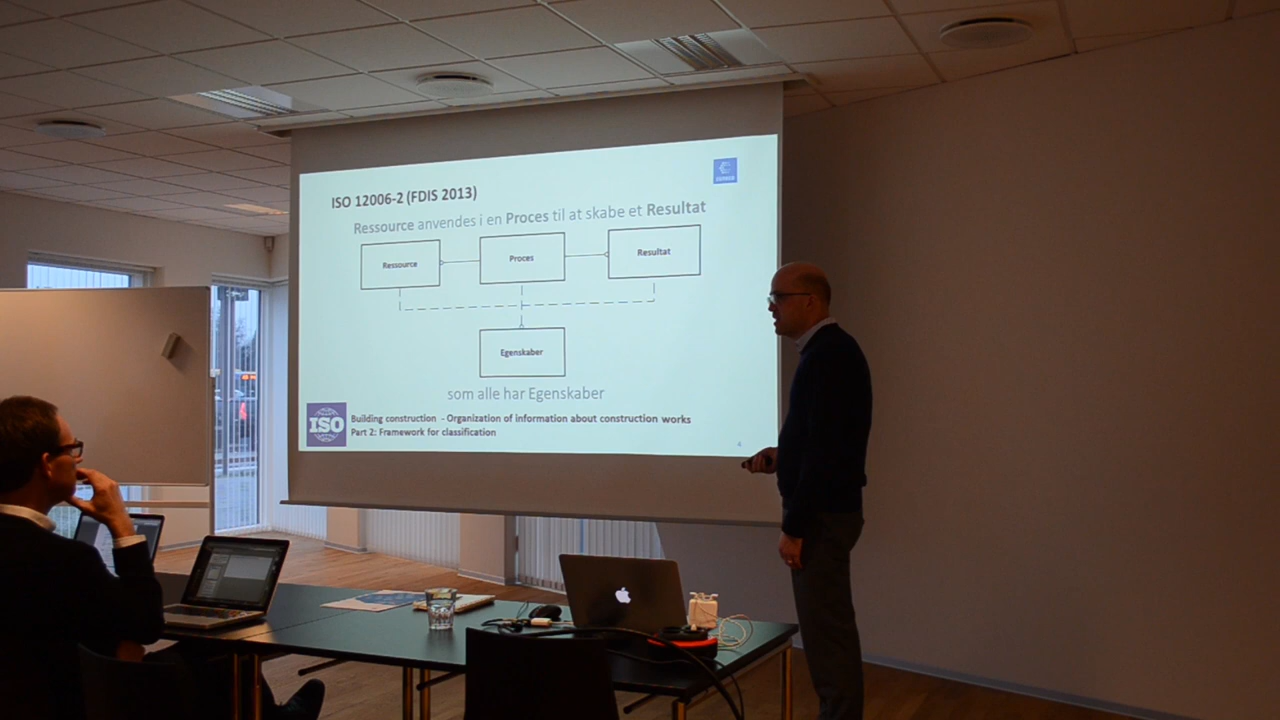 ISO 12006-2 (FDIS 2013)
Ressource anvendes i en Proces til at skabe et Resultat
Ressource
Proces
Resultat
Egenskaber
som alle har Egenskaber
ISO
Building construction - Organization of information about construction works
Part 2: Framework for classification
4